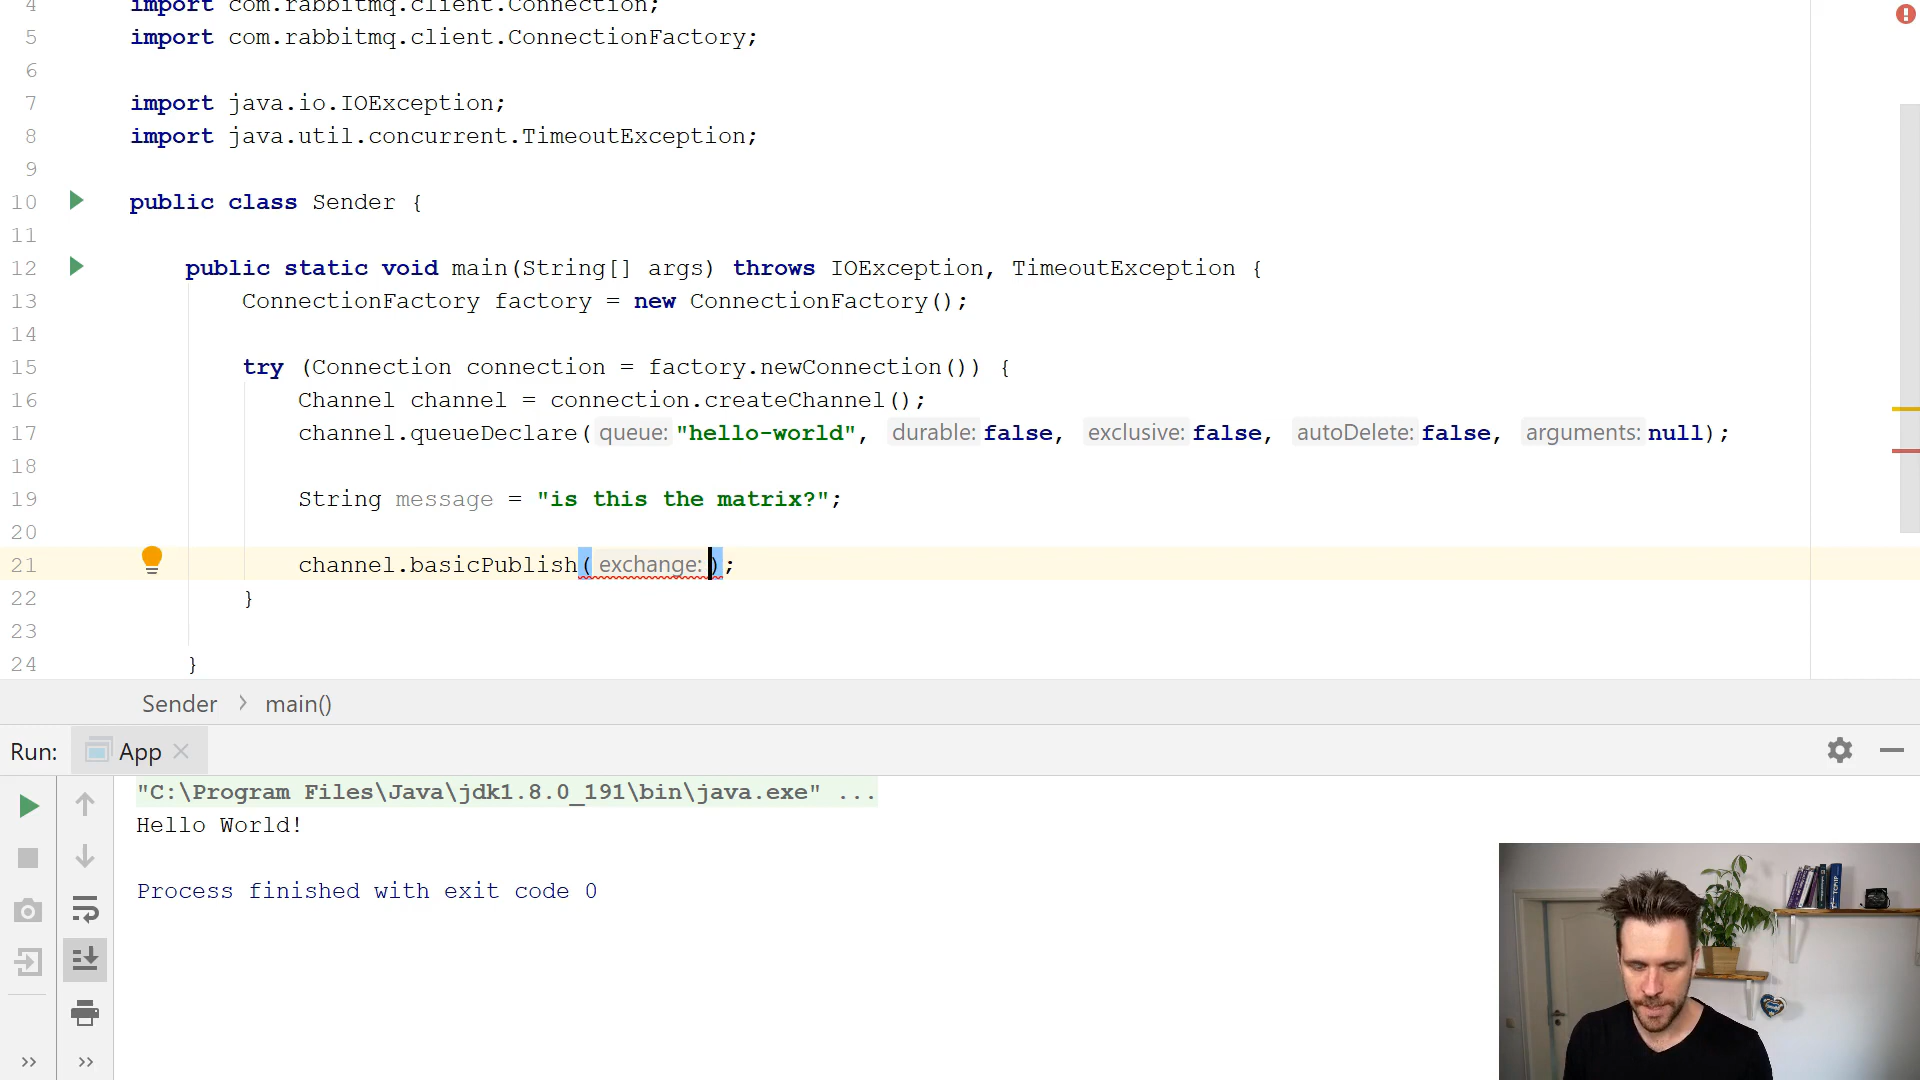 4 import com.rabbitmq.client.Connection;
5 import com.rabbitmq.client.ConnectionFactory;
6
7 import java.io.IOException;
8 import java.util.concurrent.TimeoutException;
9
10 public class Sender {
11
12 public static void main(String[] args) throws IOException, TimeoutException {
13 ConnectionFactory factory = new ConnectionFactory();
14
15 try (Connection connection = factory.newConnection()) {
16 Channel channel = connection.createChannel();
17 channel.queueDeclare( queue: "hello-world", durable: false, exclusive: false, autoDelete: false, arguments: null);
18
19 String message = "is this the matrix?";
20
21 channel.basicPublish( exchange: );
22 }
23
24 }
Sender > main()
Run: App
"C:\Program Files\Java\jdk1.8.0_191\bin\java.exe" ...
Hello World!
Process finished with exit code 0